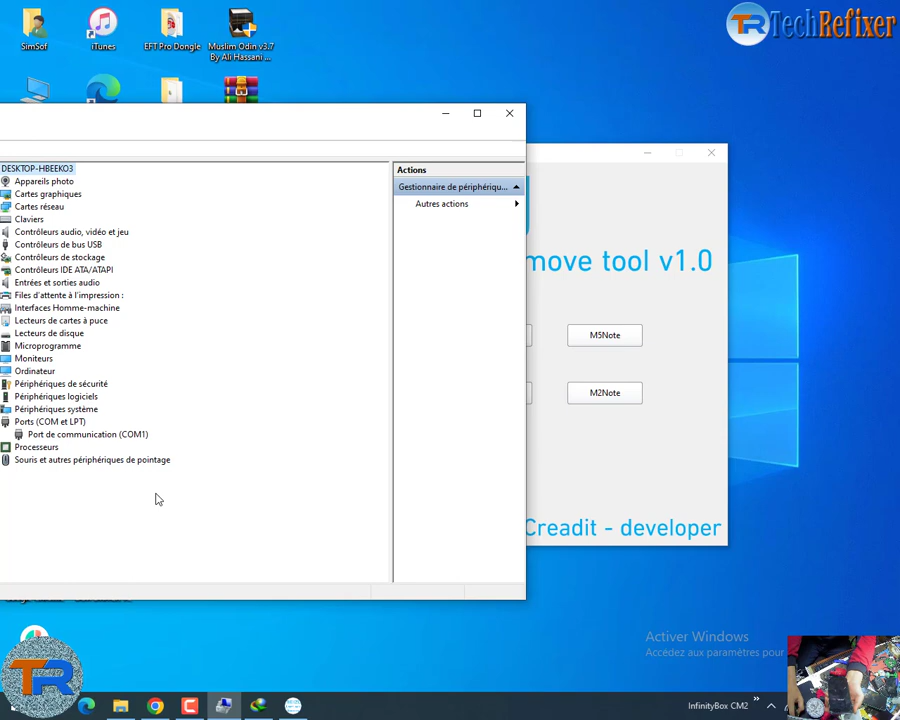 TR TechRefixer
SimSof
iTunes
EFT Pro Dongle
Muslim Odin v3.7
By Ali Hassani ...
DESKTOP-HBEEKO3
Appareils photo
Cartes graphiques
Cartes réseau
Claviers
Contrôleurs audio, vidéo et jeu
Contrôleurs de bus USB
Contrôleurs de stockage
Contrôleurs IDE ATA/ATAPI
Entrées et sorties audio
Files d'attente à l'impression :
Interfaces Homme-machine
Lecteurs de cartes à puce
Lecteurs de disque
Microprogramme
Moniteurs
Ordinateur
Périphériques de sécurité
Périphériques logiciels
Périphériques système
Ports (COM et LPT)
Port de communication (COM1)
Processeurs
Souris et autres périphériques de pointage
Actions
Gestionnaire de périphériqu...
Autres actions
move tool v1.0
M5Note
M2Note
Creadit - developer
Activer Windows
Accédez aux paramètres pour
TR
InfinityBox CM2